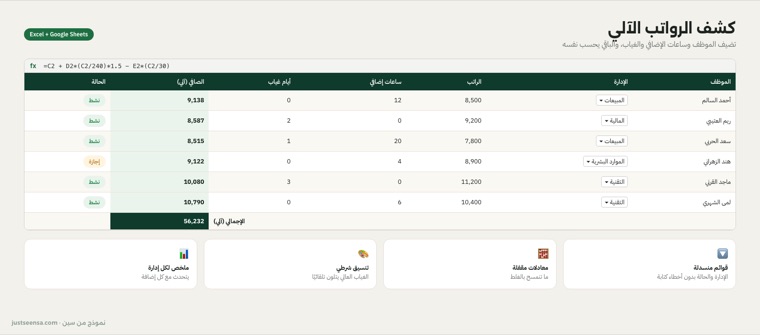 كشف الرواتب الآلي
Excel + Google Sheets
تضيف الموظف وساعات الإضافي والغياب، والباقي يحسب نفسه
fx =C2 + D2×(C2/240)×1.5 − E2×(C2/30)
الموظف الإدارة الراتب ساعات إضافي أيام غياب الصافي (آلي) الحالة
أحمد السالم المبيعات 8,500 12 0 9,138 نشط
ريم العتيبي المالية 9,200 0 2 8,587 نشط
سعد الحربي المبيعات 7,800 20 1 8,515 نشط
هند الزهراني الموارد البشرية 8,900 4 0 9,122 إجازة
ماجد القرني التقنية 11,200 0 3 10,080 نشط
لمى الشهري التقنية 10,400 6 0 10,790 نشط
الإجمالي (آلي) 56,232
قوائم منسدلة
الإدارة والحالة بدون أخطاء كتابة
معادلات مقفلة
ما تنمسح بالغلط
تنسيق شرطي
الغياب العالي يتلون تلقائيًا
ملخص لكل إدارة
يتحدث مع كل إضافة
نموذج من سين · justseensa.com